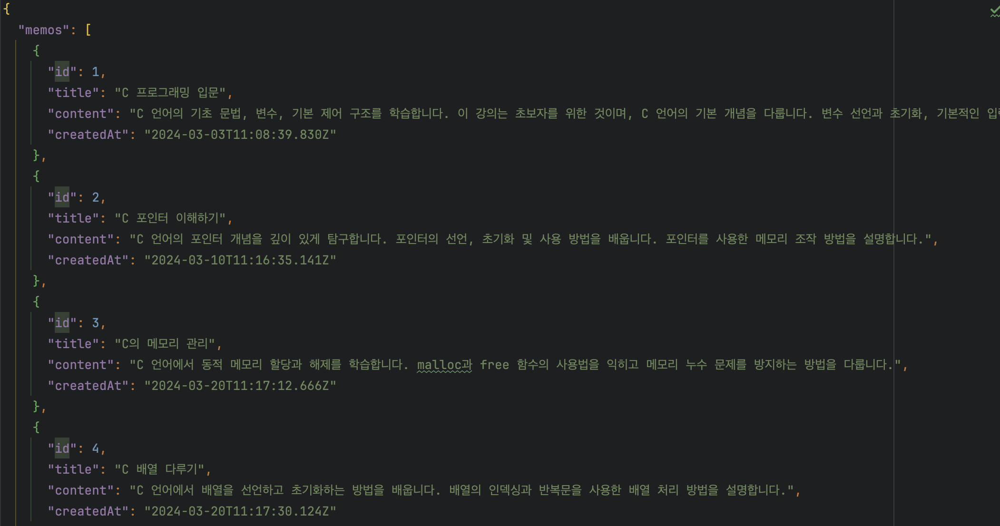 {
"memos": [
{
"id": 1,
"title": "C 프로그래밍 입문",
"content": "C 언어의 기초 문법, 변수, 기본 제어 구조를 학습합니다. 이 강의는 초보자를 위한 것이며, C 언어의 기본 개념을 다룹니다. 변수 선언과 초기화, 기본적인
"createdAt": "2024-03-03T11:08:39.830Z"
},
{
"id": 2,
"title": "C 포인터 이해하기",
"content": "C 언어의 포인터 개념을 깊이 있게 탐구합니다. 포인터의 선언, 초기화 및 사용 방법을 배웁니다. 포인터를 사용한 메모리 조작 방법을 설명합니다.",
"createdAt": "2024-03-10T11:16:35.141Z"
},
{
"id": 3,
"title": "C의 메모리 관리",
"content": "C 언어에서 동적 메모리 할당과 해제를 학습합니다. malloc과 free 함수의 사용법을 익히고 메모리 누수 문제를 방지하는 방법을 다룹니다.",
"createdAt": "2024-03-20T11:17:12.666Z"
},
{
"id": 4,
"title": "C 배열 다루기",
"content": "C 언어에서 배열을 선언하고 초기화하는 방법을 배웁니다. 배열의 인덱싱과 반복문을 사용한 배열 처리 방법을 설명합니다.",
"createdAt": "2024-03-20T11:17:30.124Z"